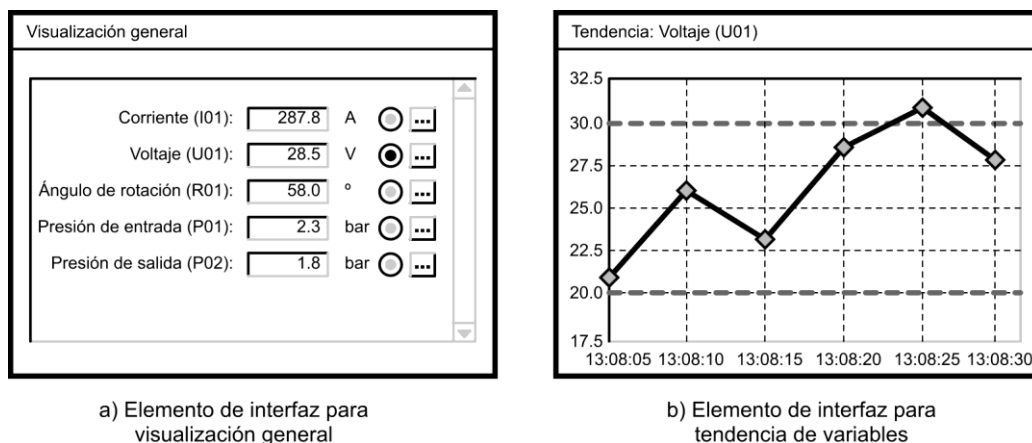 Visualización general
Corriente (I01): 287.8 A ...
Voltaje (U01): 28.5 V ...
Ángulo de rotación (R01): 58.0 º ...
Presión de entrada (P01): 2.3 bar ...
Presión de salida (P02): 1.8 bar ...
a) Elemento de interfaz para
visualización general
Tendencia: Voltaje (U01)
32.5
30.0
27.5
25.0
22.5
20.0
17.5
13:08:05 13:08:10 13:08:15 13:08:20 13:08:25 13:08:30
b) Elemento de interfaz para
tendencia de variables